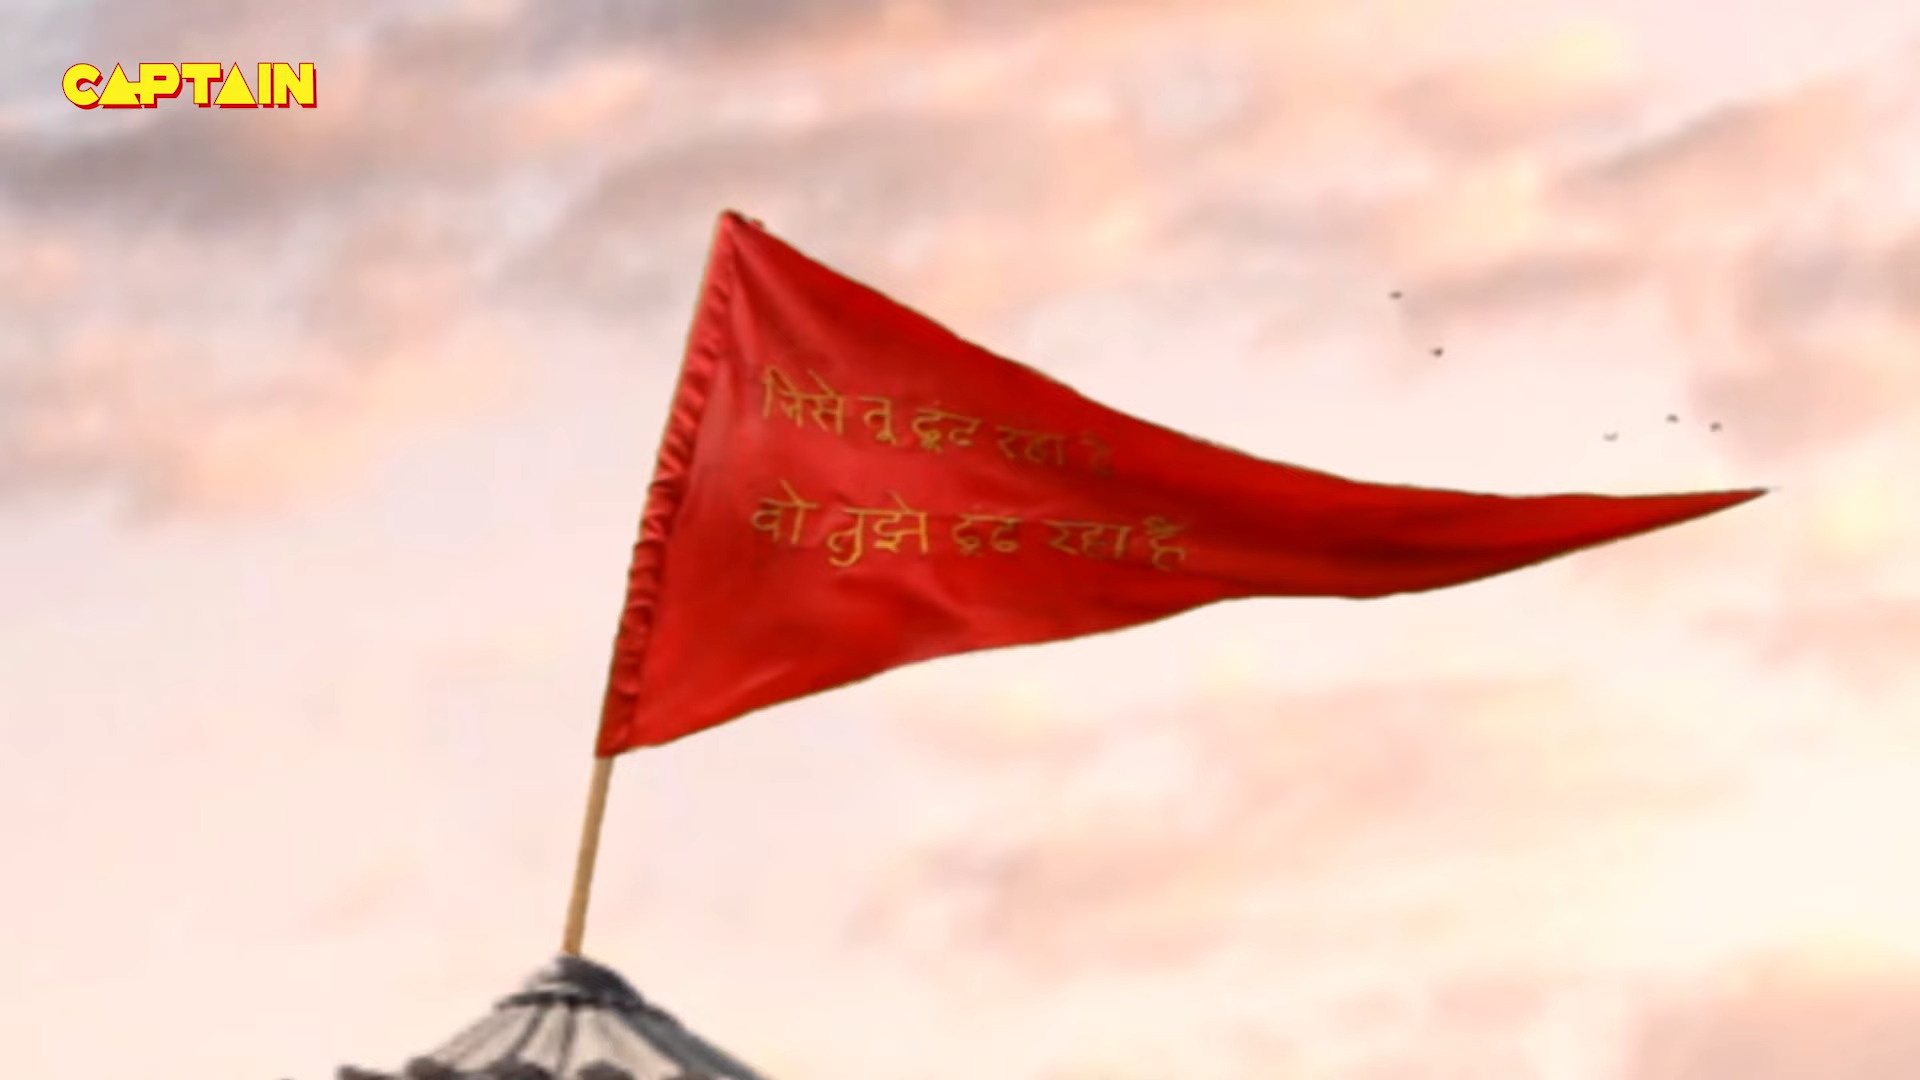 CAPTAIN
जिसे तू ढूंट रहा है
वो तुझे ढूंढ रहा है